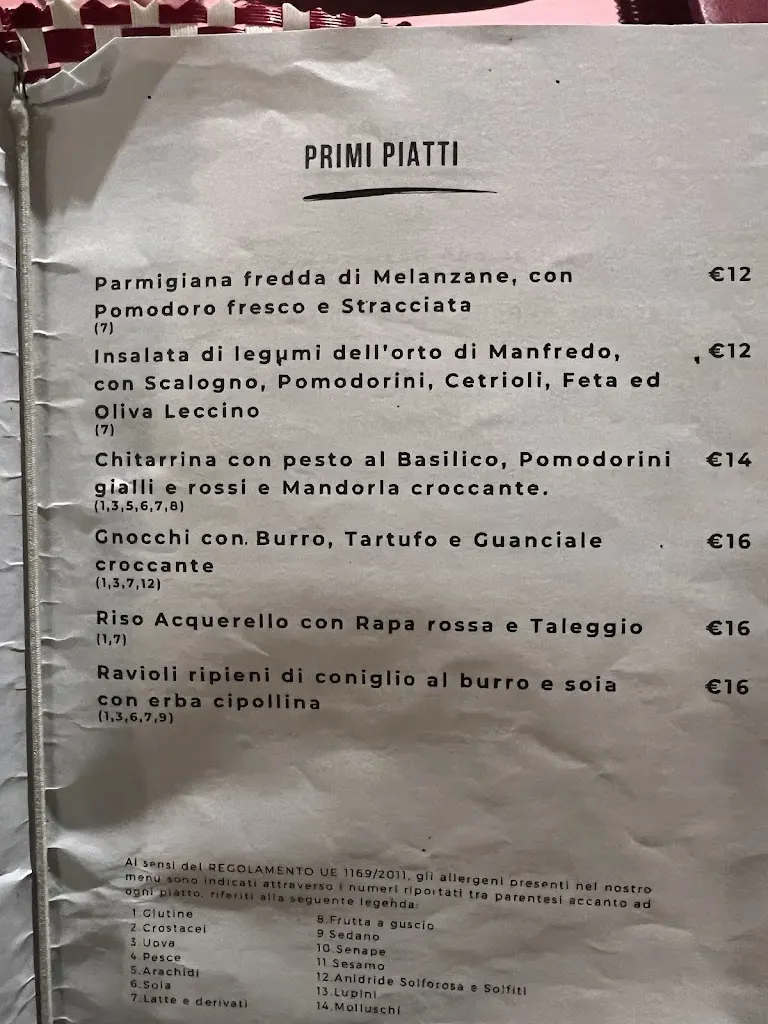 PRIMI PIATTI
Parmigiana fredda di Melanzane, con €12
Pomodoro fresco e Stracciata
(7)
Insalata di legumi dell'orto di Manfredo, €12
con Scalogno, Pomodorini, Cetrioli, Feta ed
Oliva Leccino
(7)
Chitarrina con pesto al Basilico, Pomodorini €14
gialli e rossi e Mandorla croccante.
(1,3,5,6,7,8)
Gnocchi con Burro, Tartufo e Guanciale €16
croccante
(1,3,7,12)
Riso Acquerello con Rapa rossa e Taleggio €16
(1,7)
Ravioli ripieni di coniglio al burro e soia €16
con erba cipollina
(1,3,6,7,9)
Ai sensi del REGOLAMENTO UE 1169/2011, gli allergeni presenti nel nostro
menu sono indicati attraverso i numeri riportati tra parentesi accanto ad
ogni piatto, riferiti alla seguente legenda:
1.Glutine
2.Crostacei
3.Uova
4.Pesce
5.Arachidi
6.Soia
7.Latte e derivati
8.Frutta a guscio
9.Sedano
10.Senape
11.Sesamo
12.Anidride Solforosa e Solfiti
13.Lupini
14.Molluschi